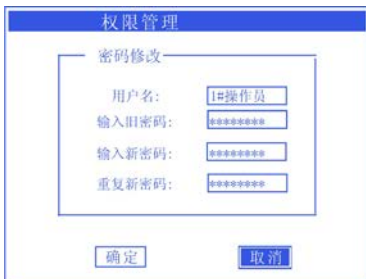 权限管理
密码修改
用户名: 1#操作员
输入旧密码: ********
输入新密码: ********
重复新密码: ********
确定 取消